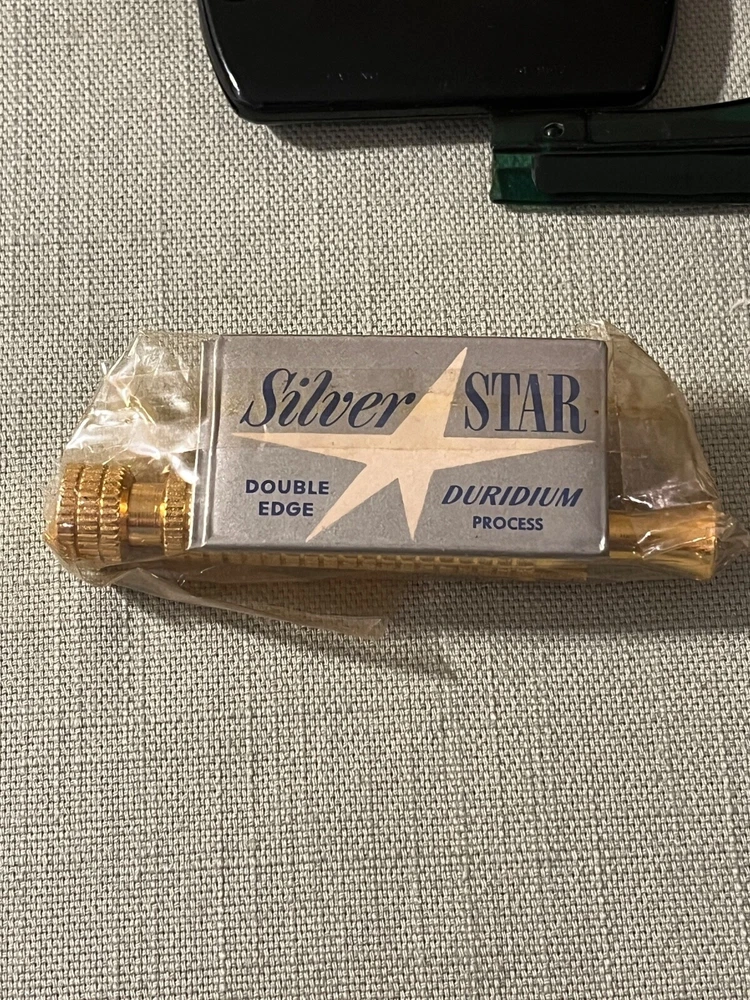 Silver STAR
DOUBLE
EDGE
DURIDIUM
PROCESS